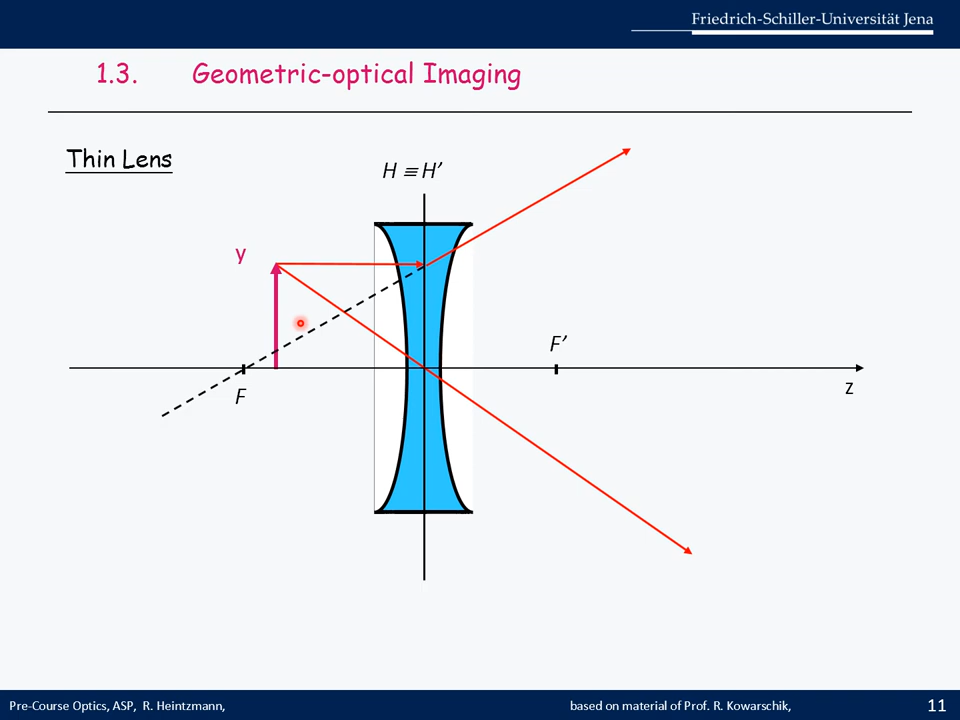 Friedrich-Schiller-Universität Jena
1.3. Geometric-optical Imaging
Thin Lens
H ≡ H’
y
F’
F
z
Pre-Course Optics, ASP, R. Heintzmann, based on material of Prof. R. Kowarschik, 11